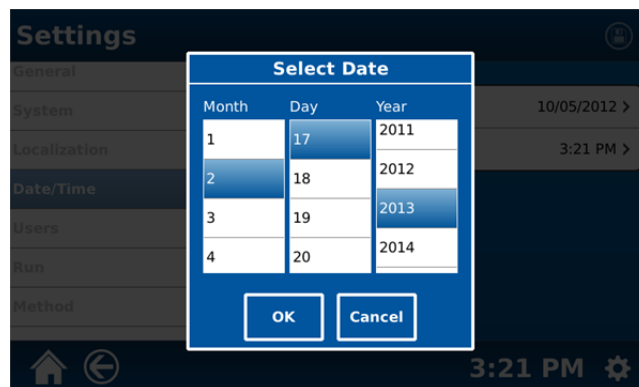 Settings
General
System
Localization
Date/Time
Users
Run
Method
10/05/2012 >
3:21 PM >
Select Date
Month Day Year
1 17 2011
2 18 2012
3 19 2013
4 20 2014
OK Cancel
3:21 PM